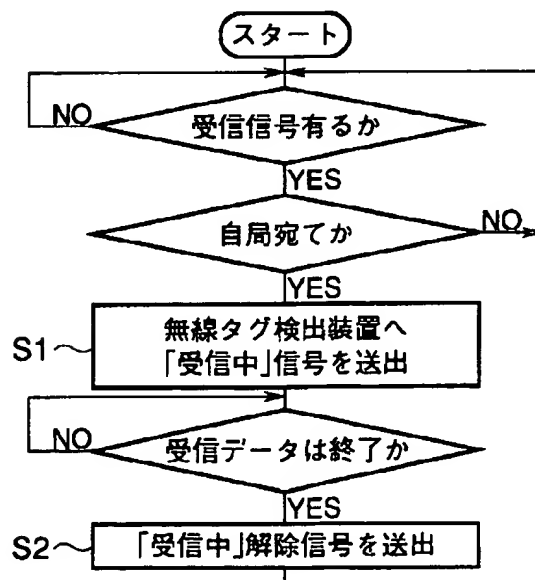 スタート
NO
受信信号有るか
YES
自局宛てか
NO
YES
S1
無線タグ検出装置へ
「受信中」信号を送出
NO
受信データは終了か
YES
S2
「受信中」解除信号を送出